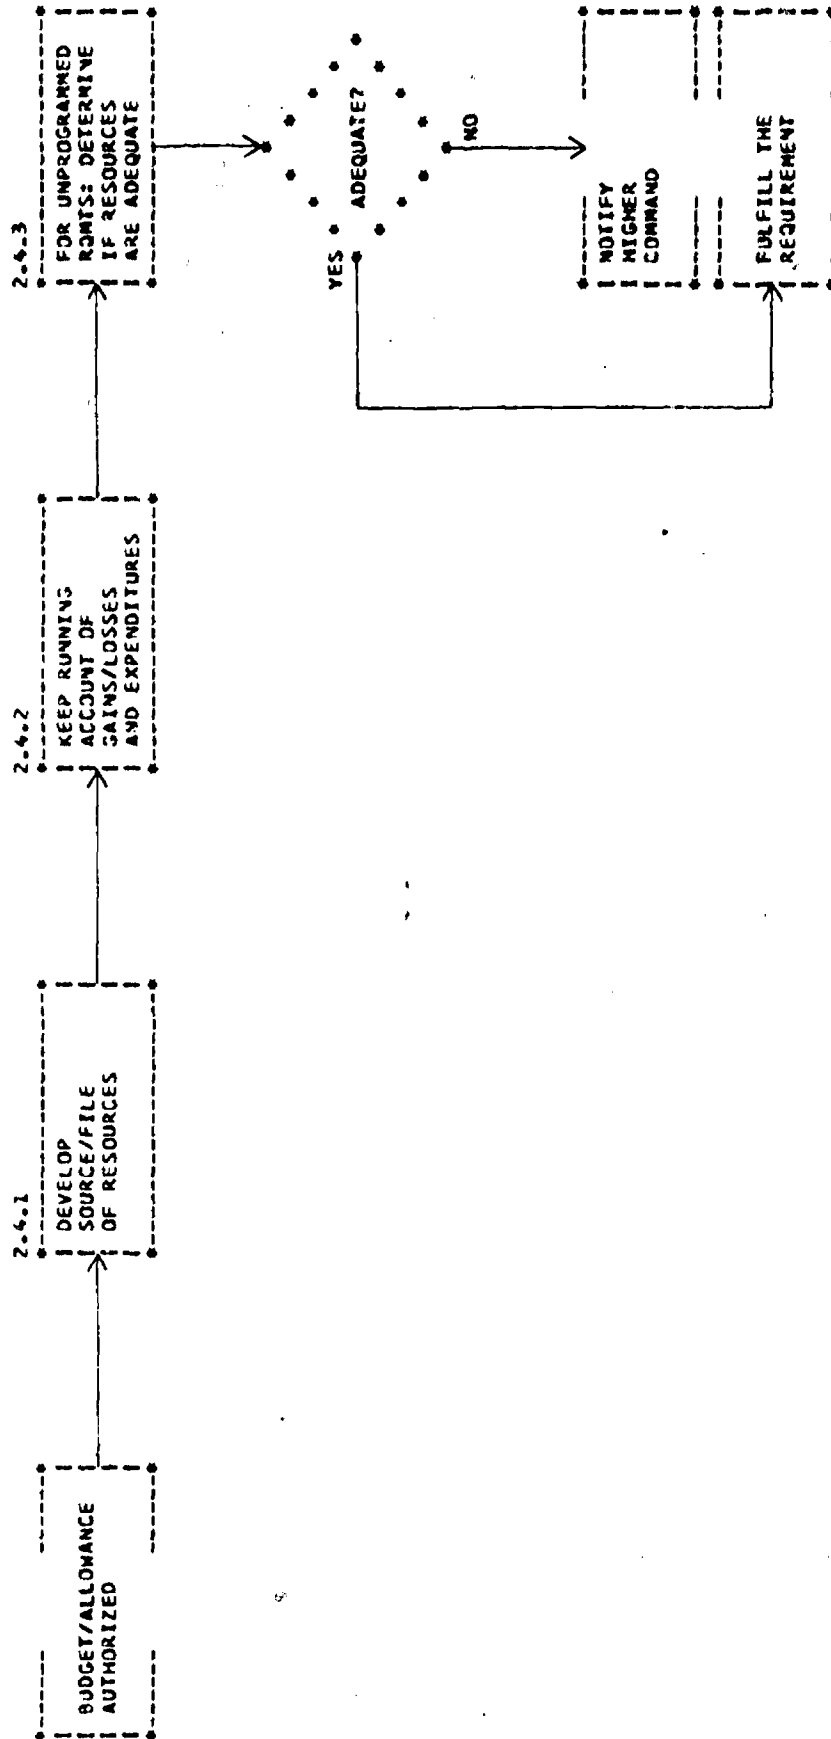 BUDGET/ALLOWANCE
AUTHORIZED
2.4.1
DEVELOP
SOURCE/FILE
OF RESOURCES
2.4.2
KEEP RUNNING
ACCOUNT OF
GAINS/LOSSES
AND EXPENDITURES
2.4.3
FOR UNPROGRAMMED
RQMTS: DETERMINE
IF RESOURCES
ARE ADEQUATE
YES
ADEQUATE?
NO
NOTIFY
HIGHER
COMMAND
FULFILL THE
REQUIREMENT